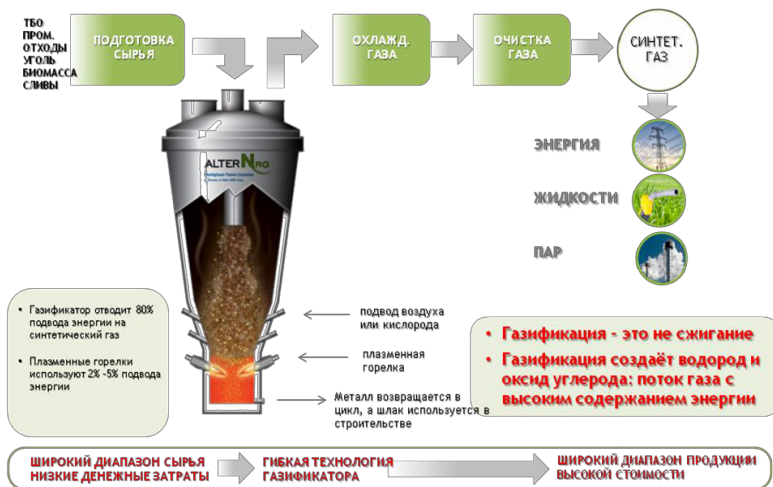 ТБО
ПРОМ.
ОТХОДЫ
УГОЛЬ
БИОМАССА
СЛИВЫ
ПОДГОТОВКА
СЫРЬЯ
ОХЛАЖД.
ГАЗА
ОЧИСТКА
ГАЗА
СИНТЕТ.
ГАЗ
ALTERNRG
ЭНЕРГИЯ
ЖИДКОСТИ
ПАР
• Газификатор отводит 80%
подвода энергии на
синтетический газ
• Плазменные горелки
используют 2% -5% подвода
энергии
подвод воздуха
или кислорода
плазменная
горелка
Металл возвращается в
цикл, а шлак используется в
строительстве
• Газификация – это не сжигание
• Газификация создаёт водород и
оксид углерода: поток газа с
высоким содержанием энергии
ШИРОКИЙ ДИАПАЗОН СЫРЬЯ
НИЗКИЕ ДЕНЕЖНЫЕ ЗАТРАТЫ
ГИБКАЯ ТЕХНОЛОГИЯ
ГАЗИФИКАТОРА
ШИРОКИЙ ДИАПАЗОН ПРОДУКЦИИ
ВЫСОКОЙ СТОИМОСТИ